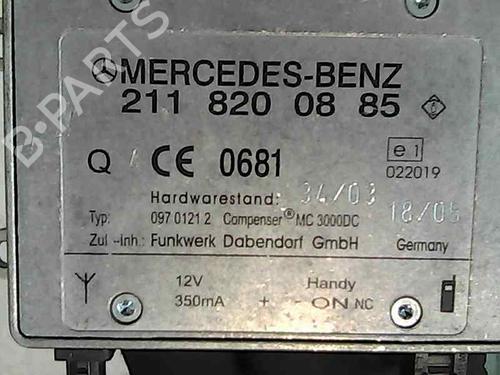 MERCEDES-BENZ
211 820 08 85
Q CE 0681
e1
022019
Hardwarestand: 34/03
18/05
Typ: 097 0121 2 Compenser® MC 3000DC
Zul.-Inh.: Funkwerk Dabendorf GmbH Germany
12V Handy
350mA + - ON NC
B-PARTS